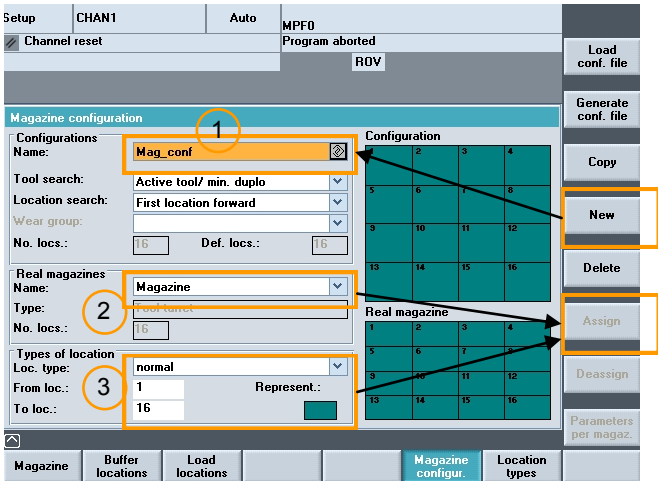 Setup CHAN1 Auto MPF0
Channel reset Program aborted
ROV
Load
conf. file
Generate
conf. file
Copy
New
Delete
Assign
Deassign
Parameters
per magaz.
Magazine configuration
1
Configurations
Name: Mag_conf
Tool search: Active tool/ min. duplo
Location search: First location forward
Wear group:
No. locs.: 16 Def. locs.: 16
Configuration
2 3 4
5 6 7 8
9 10 11 12
13 14 15 16
Real magazines
Name: Magazine
2
Type: Tool turret
No. locs.: 16
Real magazine
1 2 3 4
5 6 7 8
9 10 11 12
13 14 15 16
Types of location
Loc. type: normal
3
From loc.: 1 Represent.:
To loc.: 16
Magazine
Buffer
locations
Load
locations
Magazine
configur.
Location
types